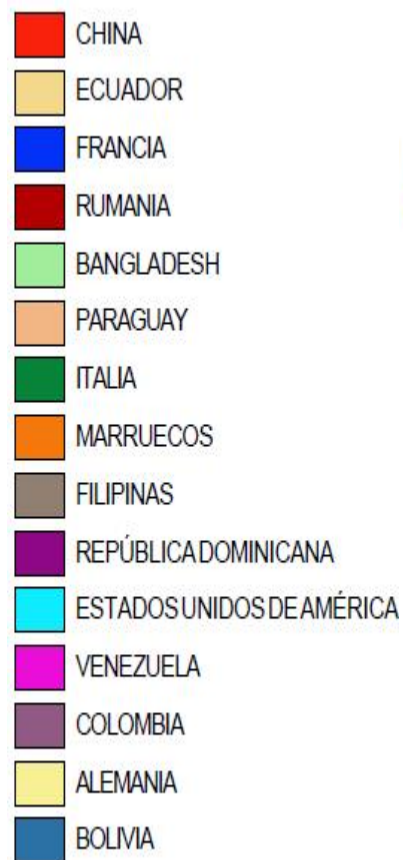 CHINA
ECUADOR
FRANCIA
RUMANIA
BANGLADESH
PARAGUAY
ITALIA
MARRUECOS
FILIPINAS
REPÚBLICA DOMINICANA
ESTADOS UNIDOS DE AMÉRICA
VENEZUELA
COLOMBIA
ALEMANIA
BOLIVIA